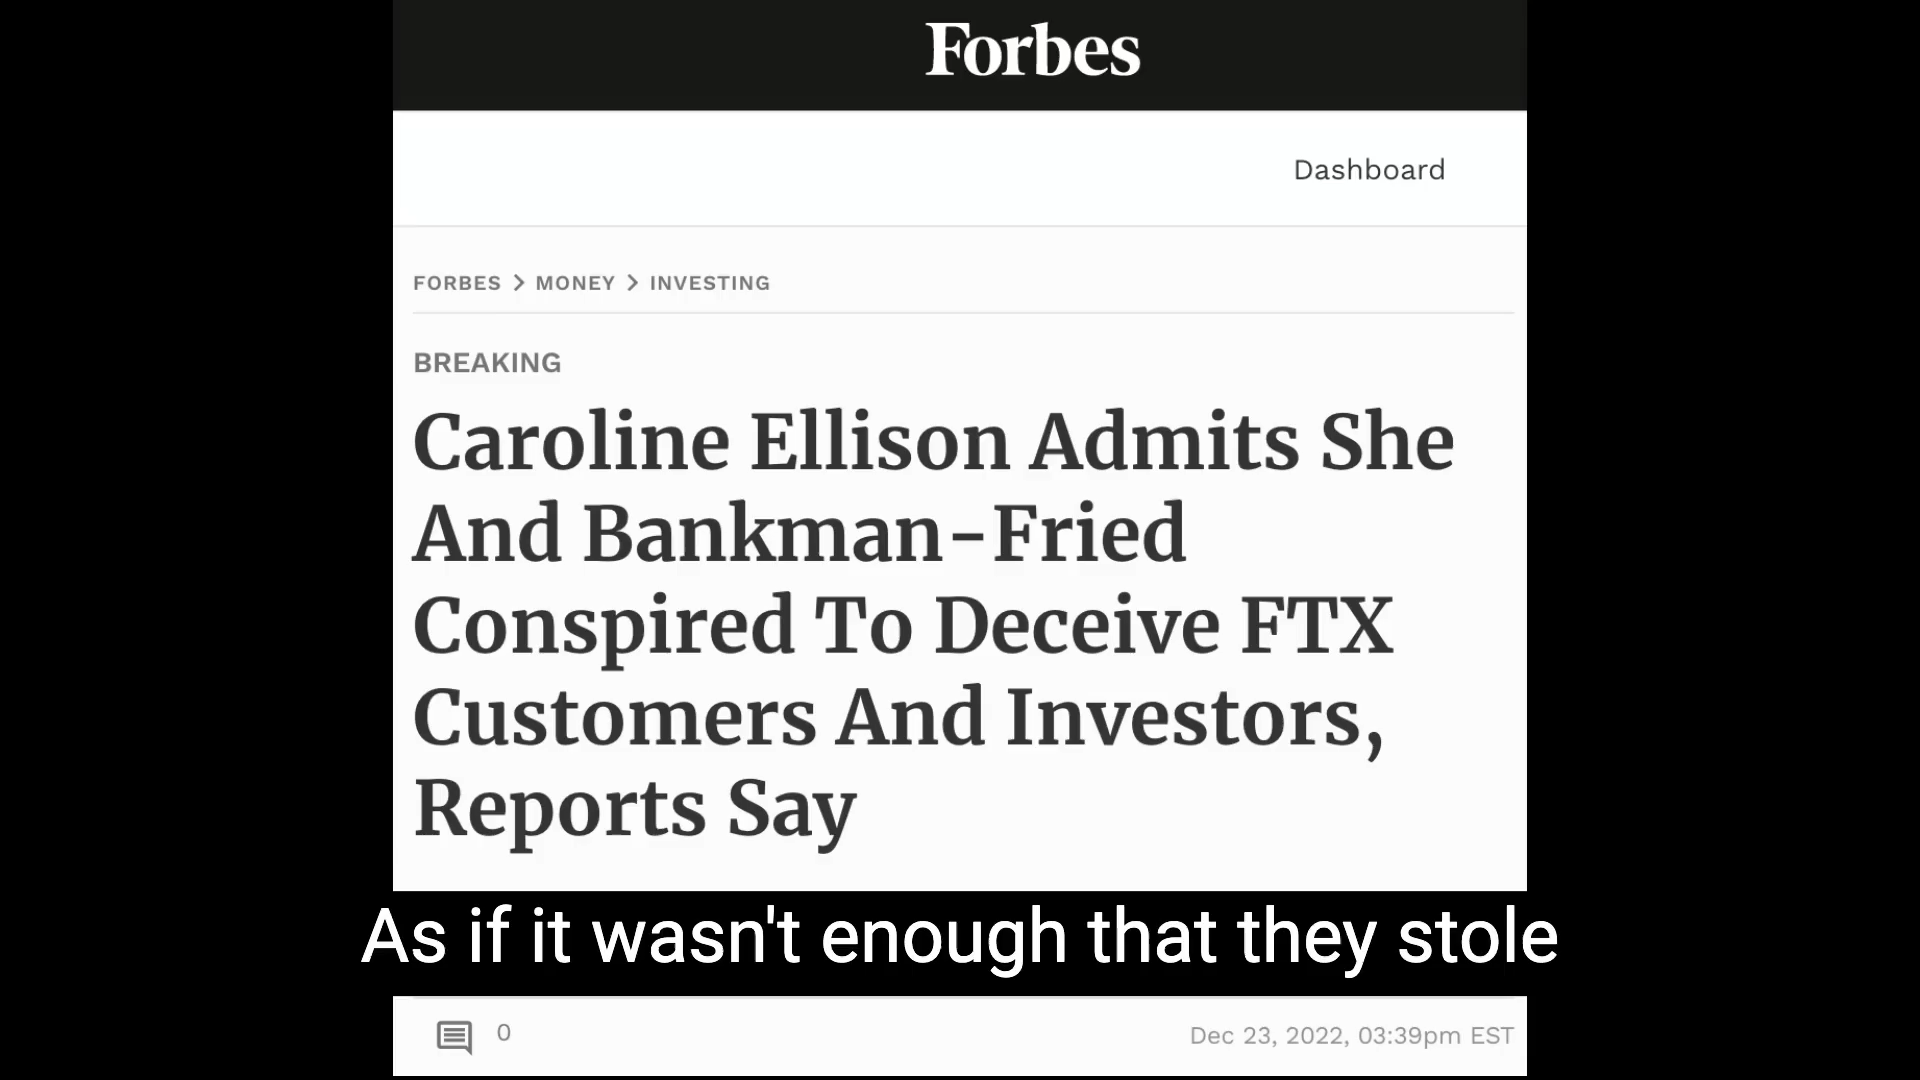 Forbes
Dashboard
FORBES > MONEY > INVESTING
BREAKING
Caroline Ellison Admits She
And Bankman-Fried
Conspired To Deceive FTX
Customers And Investors,
Reports Say
As if it wasn't enough that they stole
0
Dec 23, 2022, 03:39pm EST